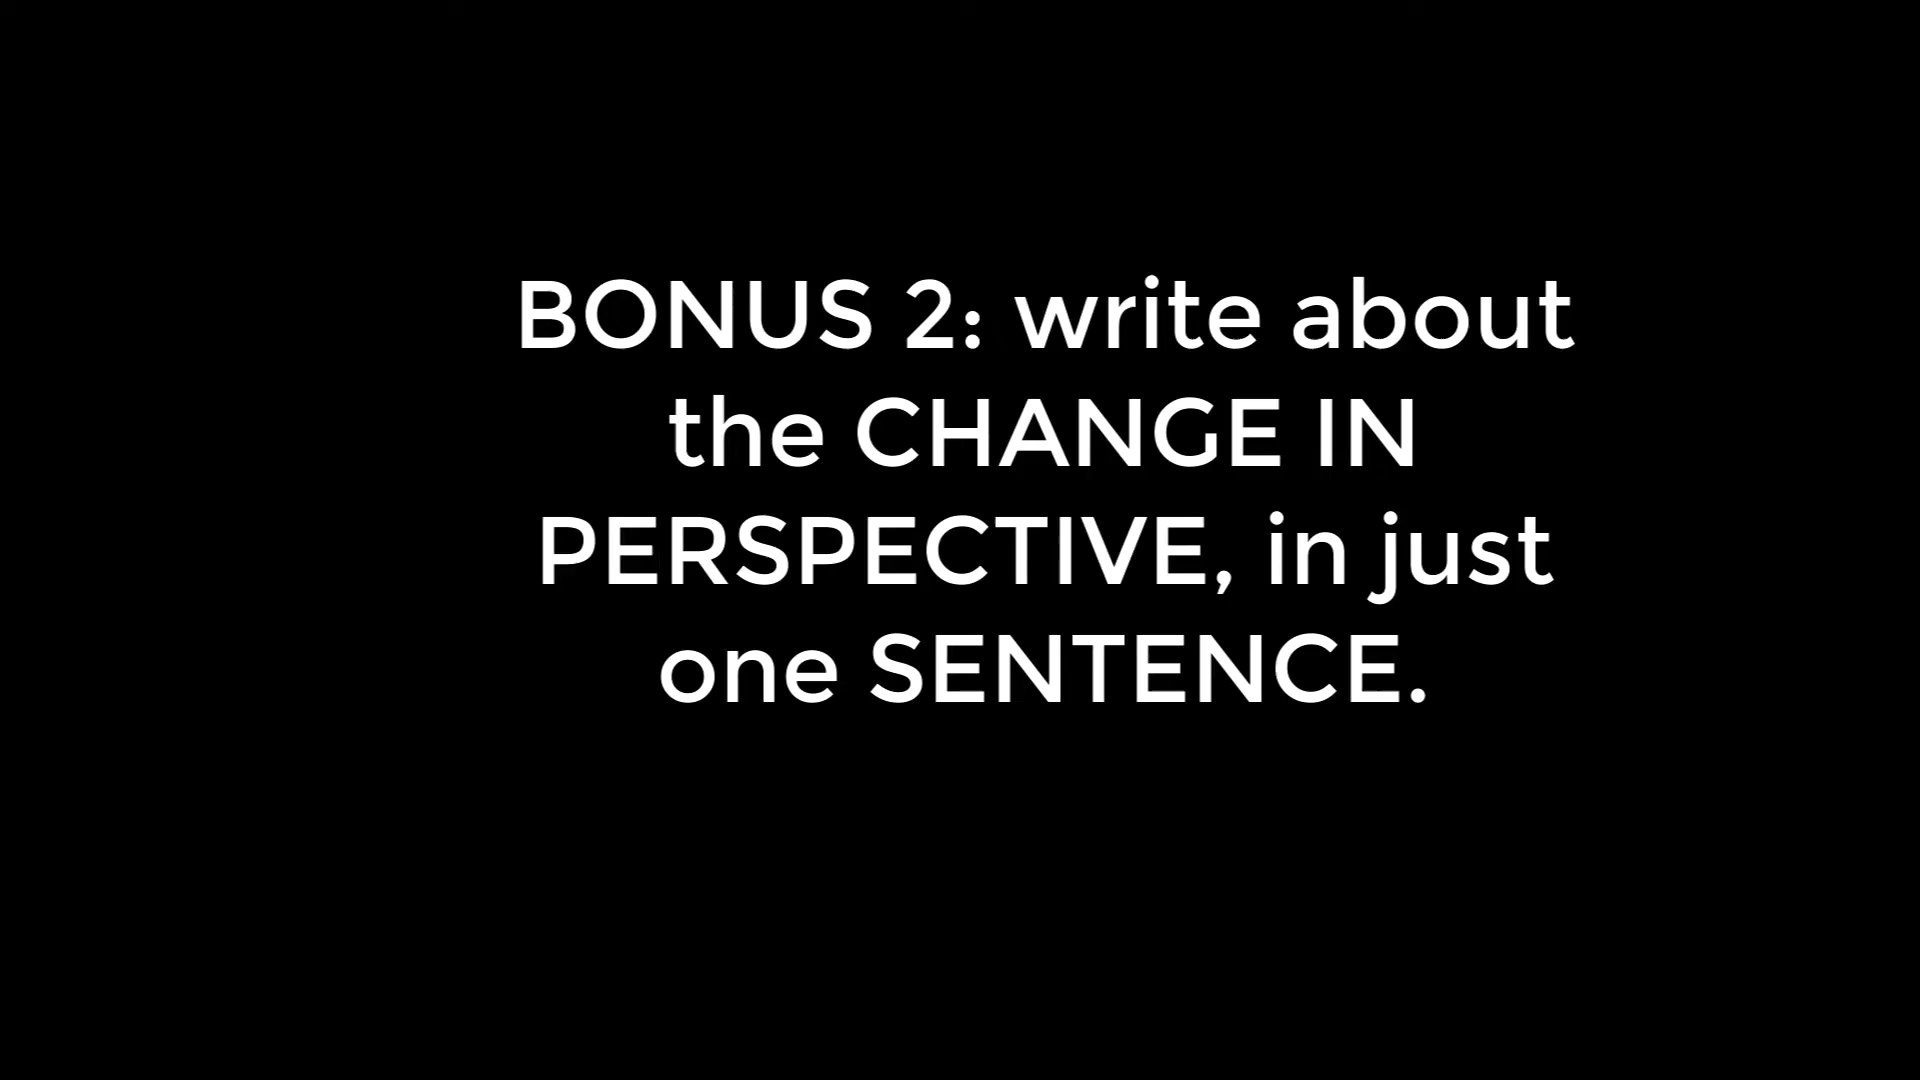 BONUS 2: write about
the CHANGE IN
PERSPECTIVE, in just
one SENTENCE.